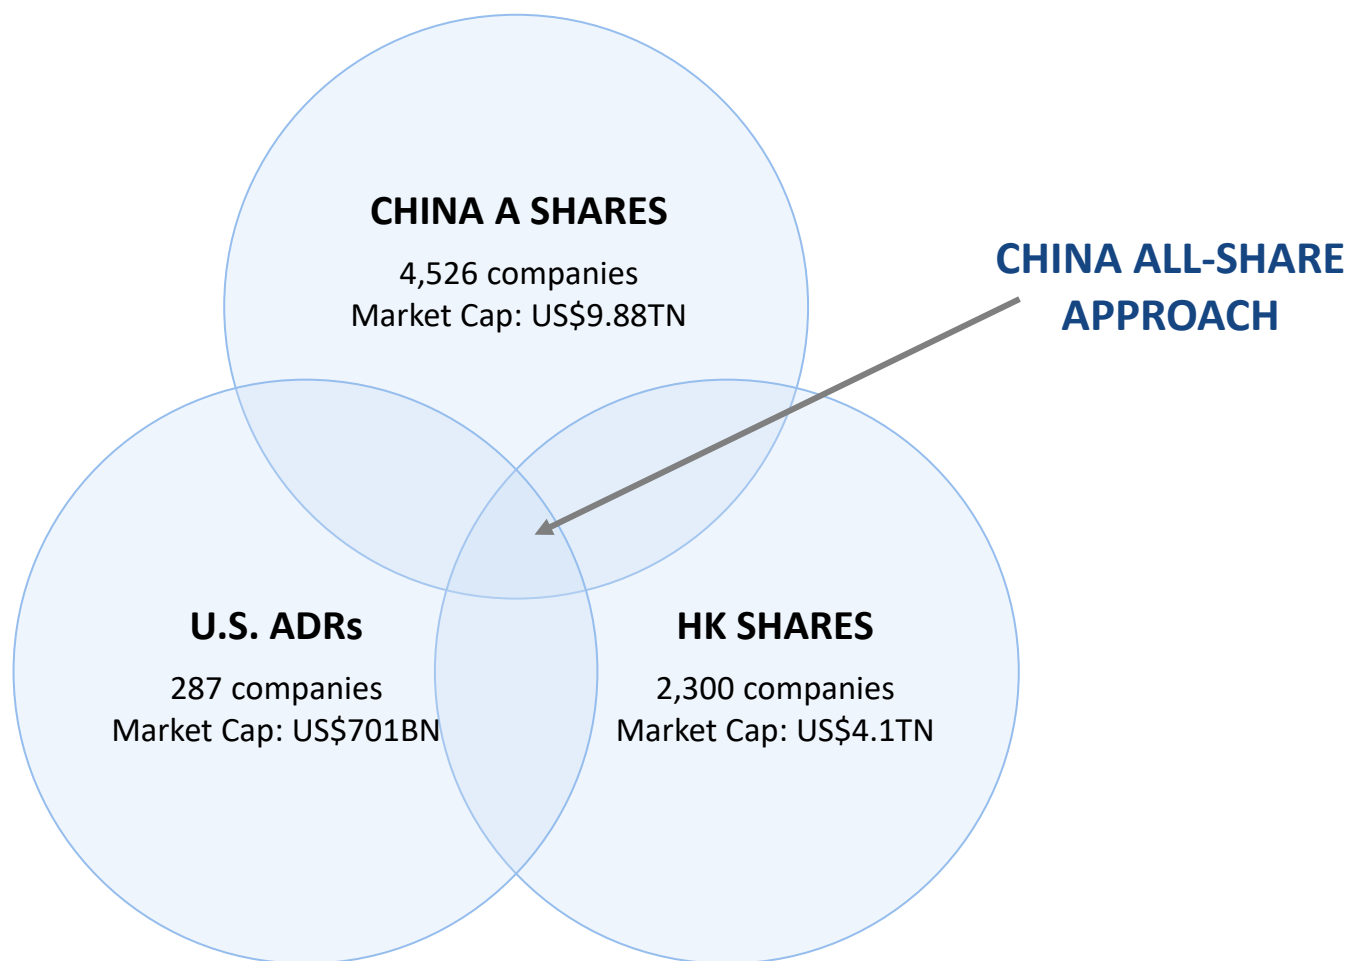 CHINA A SHARES
4,526 companies
Market Cap: US$9.88TN
CHINA ALL-SHARE
APPROACH
U.S. ADRs
287 companies
Market Cap: US$701BN
HK SHARES
2,300 companies
Market Cap: US$4.1TN